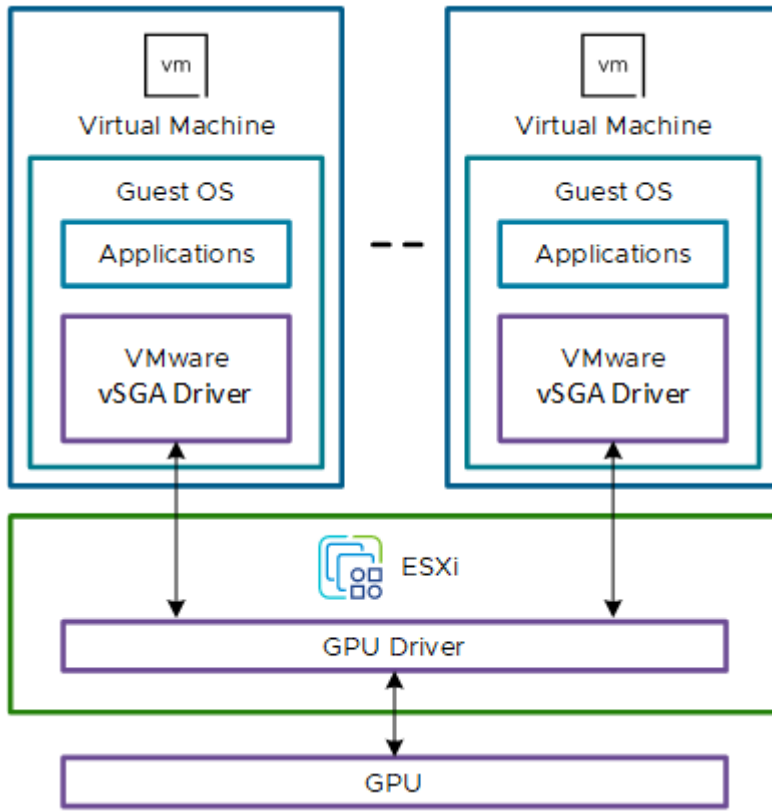 vm
Virtual Machine
Guest OS
Applications
VMware
vSGA Driver
vm
Virtual Machine
Guest OS
Applications
VMware
vSGA Driver
ESXi
GPU Driver
GPU